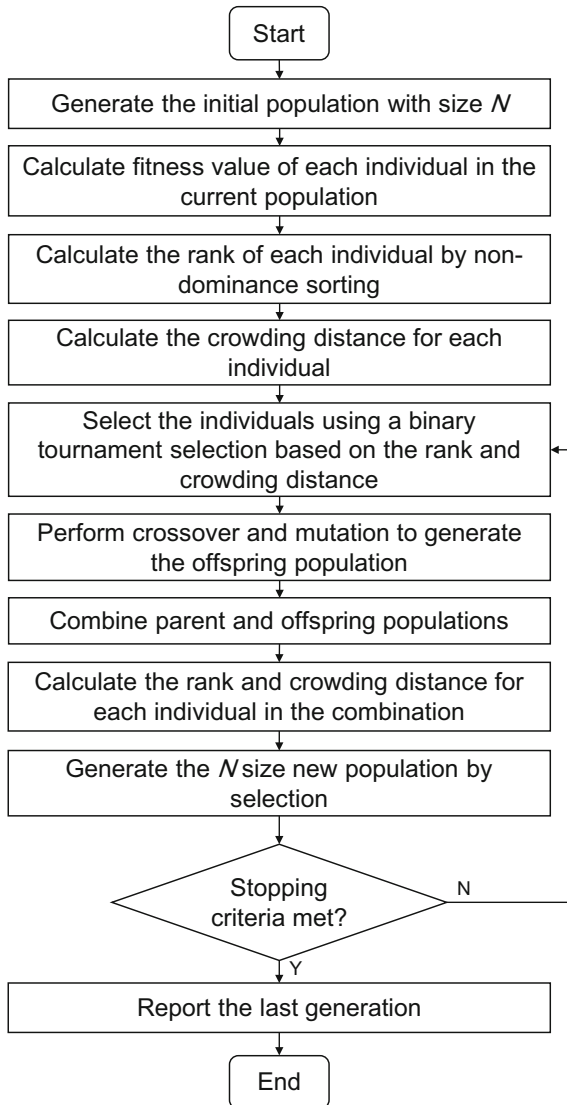 Start
Generate the initial population with size N
Calculate fitness value of each individual in the
current population
Calculate the rank of each individual by non-
dominance sorting
Calculate the crowding distance for each
individual
Select the individuals using a binary
tournament selection based on the rank and
crowding distance
Perform crossover and mutation to generate
the offspring population
Combine parent and offspring populations
Calculate the rank and crowding distance for
each individual in the combination
Generate the N size new population by
selection
Stopping
criteria met?
N
Y
Report the last generation
End